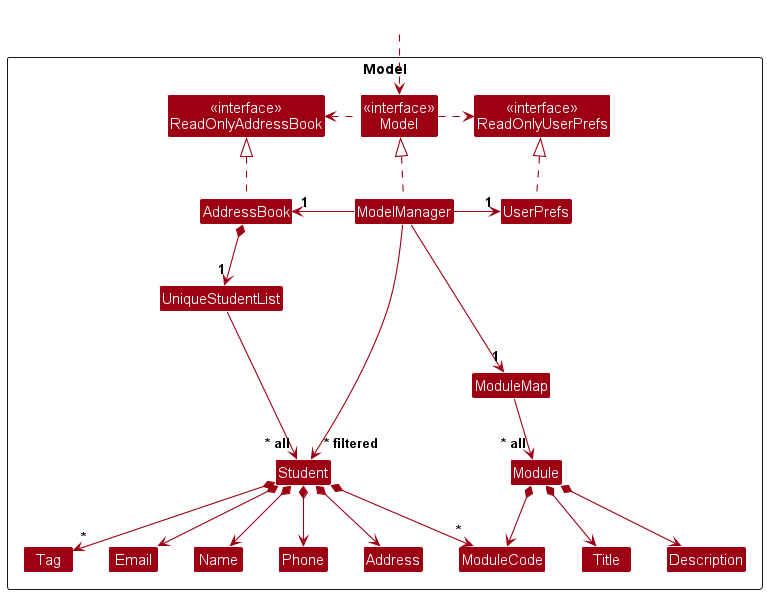 Model
«interface»
ReadOnlyAddressBook
«interface»
Model
«interface»
ReadOnlyUserPrefs
AddressBook
1
ModelManager
1
UserPrefs
1
UniqueStudentList
1
ModuleMap
* all
* filtered
* all
Student
Module
*
*
Tag
Email
Name
Phone
Address
ModuleCode
Title
Description